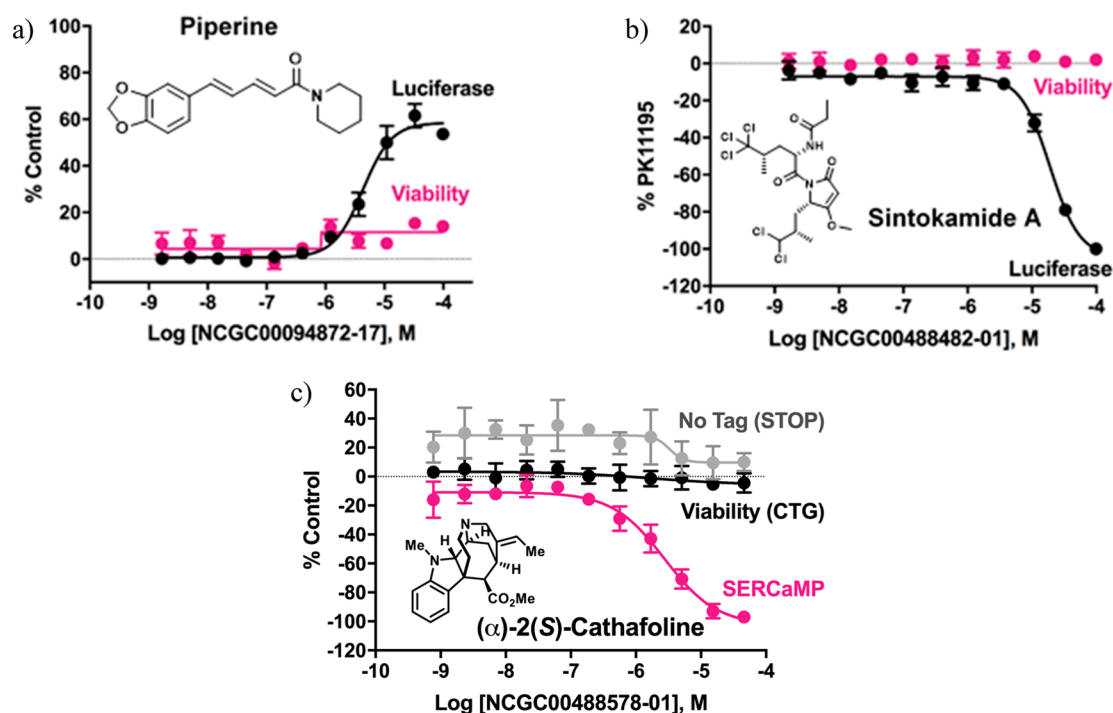 a)
Piperine
100
80
60
40
20
0
% Control
O
O
O
N
Luciferase
Viability
-10
-9
-8
-7
-6
-5
-4
-3
Log [NCGC00094872-17], M
b)
20
0
-20
-40
-60
-80
-100
-120
% PK11195
Viability
Cl
Cl
Cl
O
NH
O
N
O
O
Cl
Cl
Sintokamide A
Luciferase
-10
-9
-8
-7
-6
-5
-4
-3
Log [NCGC00488482-01], M
c)
60
40
20
0
-20
-40
-60
-80
-100
-120
% Control
No Tag (STOP)
Viability (CTG)
SERCaMP
N
Me
H
H
N
Me
H
CO2Me
(α)-2(S)-Cathafoline
-10
-9
-8
-7
-6
-5
-4
Log [NCGC00488578-01], M